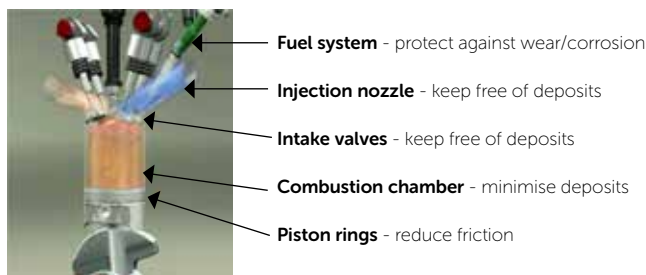 Fuel system - protect against wear/corrosion
Injection nozzle - keep free of deposits
Intake valves - keep free of deposits
Combustion chamber - minimise deposits
Piston rings - reduce friction